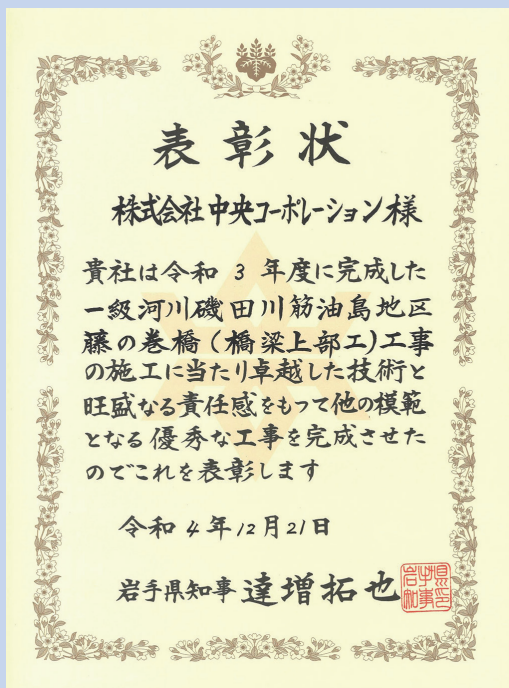 表彰状
株式会社中央コーポレーション様
貴社は令和3年度に完成した
一級河川磯田川筋油島地区
藤の巻橋(橋梁上部工)工事
の施工に当たり卓越した技術と
旺盛なる責任感をもって他の模範
となる優秀な工事を完成させた
のでこれを表彰します
令和4年12月21日
岩手県知事 達増拓也